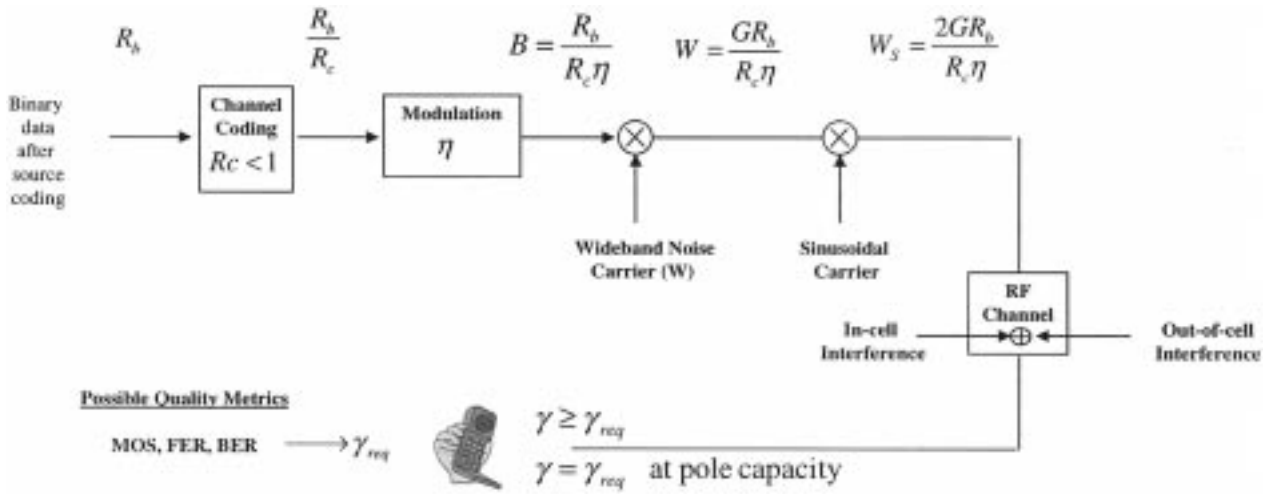 R_b
R_b / R_c
B = R_b / R_c η
W = GR_b / R_c η
W_S = 2GR_b / R_c η
Binary
data
after
source
coding
Channel
Coding
Rc < 1
Modulation
η
Wideband Noise
Carrier (W)
Sinusoidal
Carrier
RF
Channel
In-cell
Interference
Out-of-cell
Interference
Possible Quality Metrics
MOS, FER, BER
γ_req
γ ≥ γ_req
γ = γ_req at pole capacity